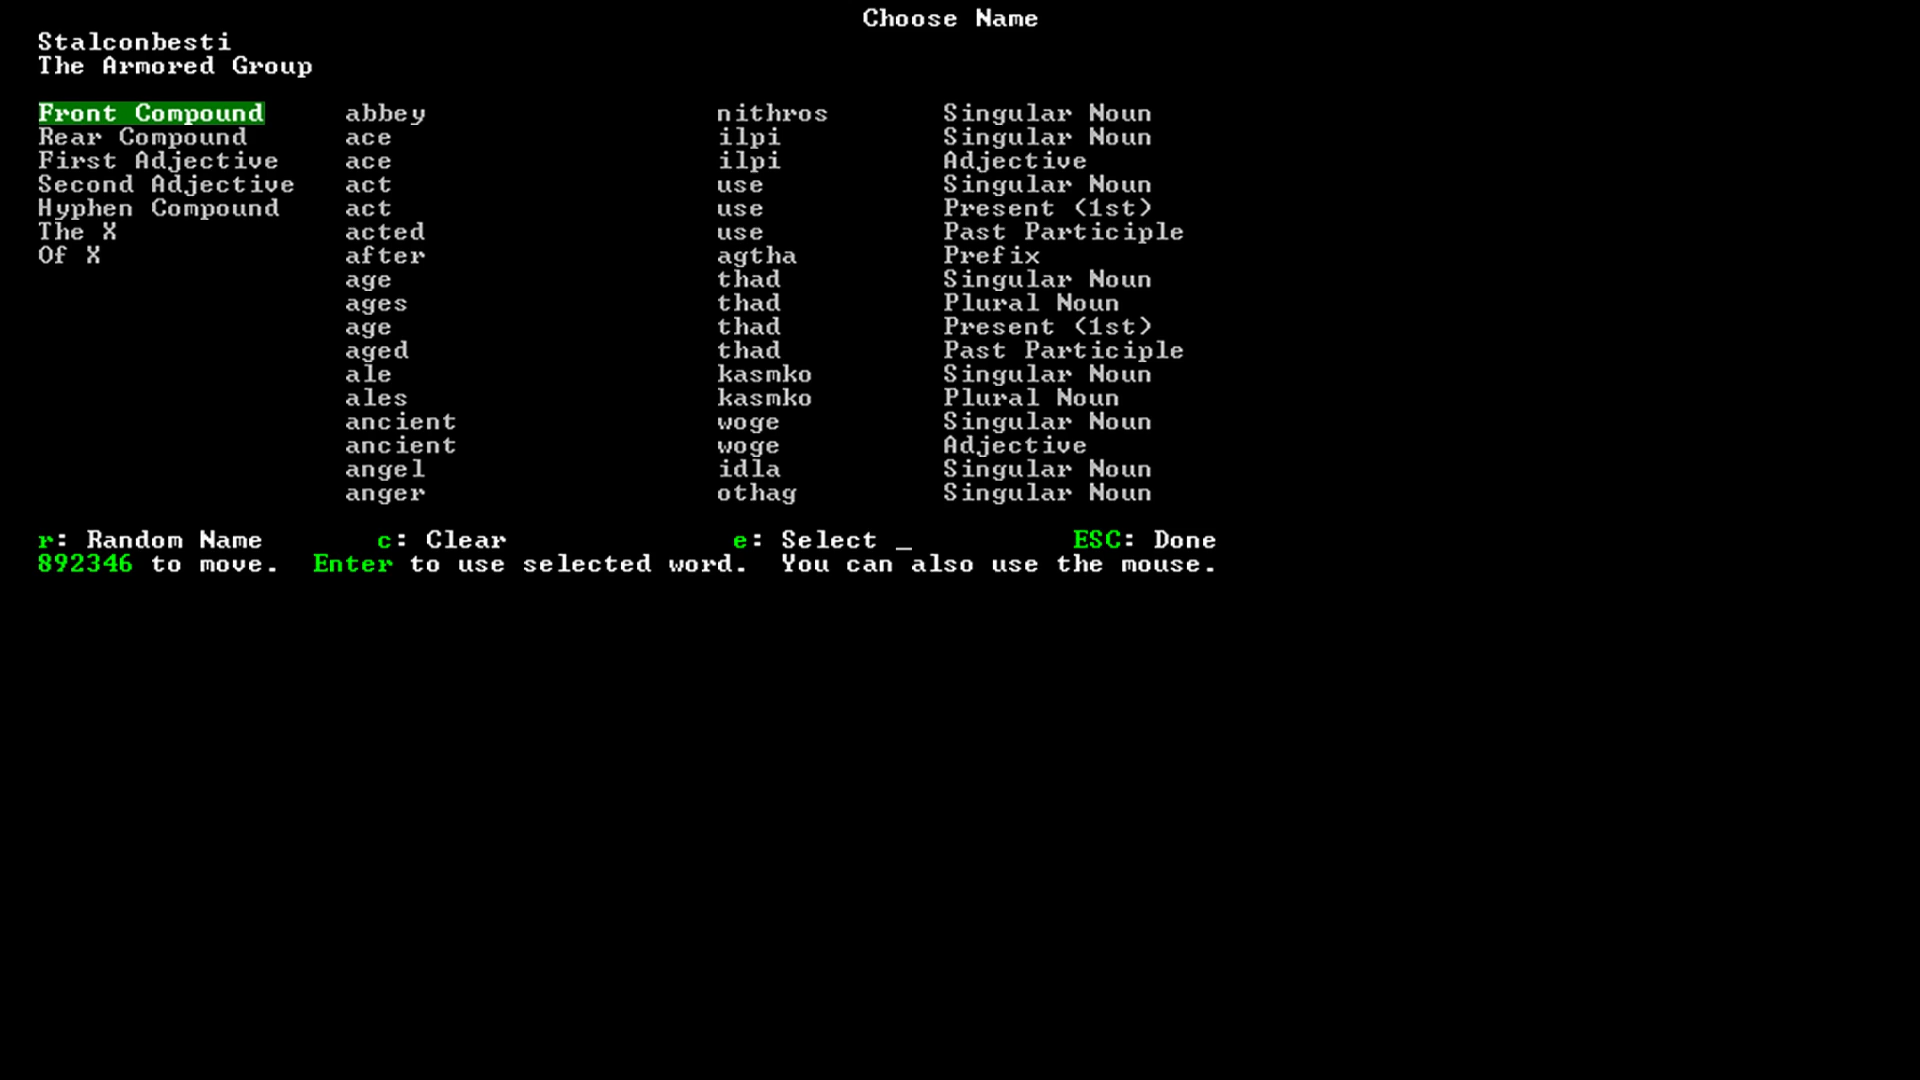 Choose Name
Stalconbesti
The Armored Group
Front Compound abbey nithros Singular Noun
Rear Compound ace ilpi Singular Noun
First Adjective ace ilpi Adjective
Second Adjective act use Singular Noun
Hyphen Compound act use Present (1st)
The X acted use Past Participle
Of X after agtha Prefix
age thad Singular Noun
ages thad Plural Noun
age thad Present (1st)
aged thad Past Participle
ale kasmko Singular Noun
ales kasmko Plural Noun
ancient woge Singular Noun
ancient woge Adjective
angel idla Singular Noun
anger othag Singular Noun
r: Random Name c: Clear e: Select _ ESC: Done
892346 to move. Enter to use selected word. You can also use the mouse.